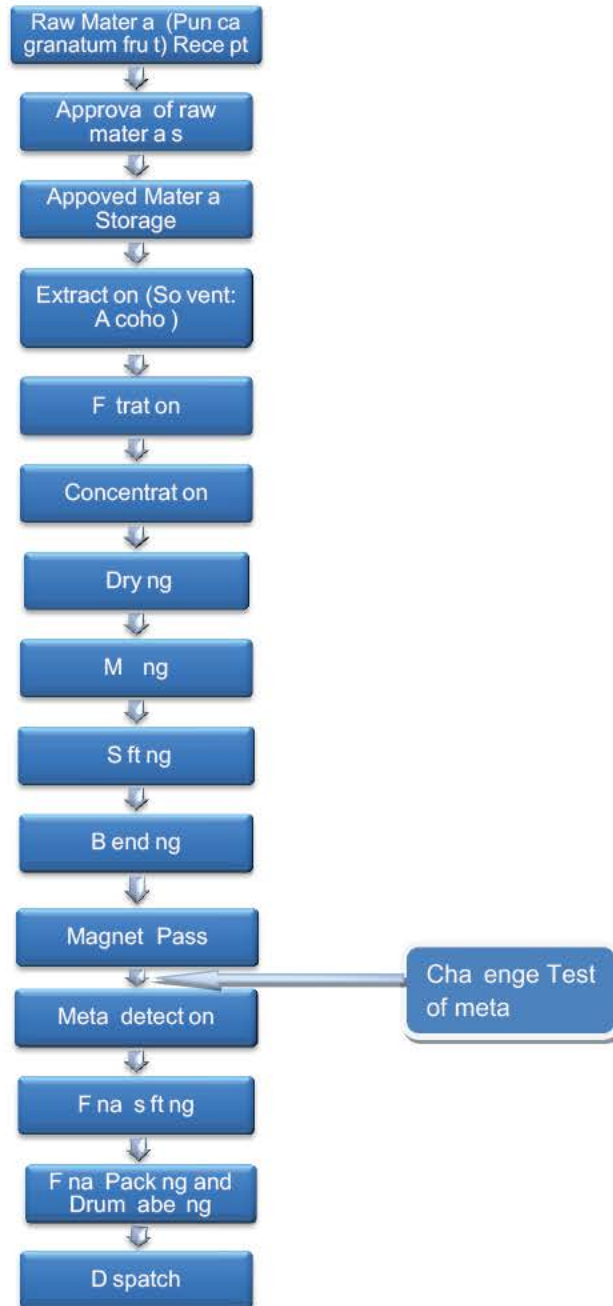 Raw Mater a (Pun ca
granatum fru t) Rece pt
Approva of raw
mater a s
Appoved Mater a
Storage
Extract on (So vent:
A coho )
F trat on
Concentrat on
Dry ng
M ng
S ft ng
B end ng
Magnet Pass
Cha enge Test
of meta
Meta detect on
F na s ft ng
F na Pack ng and
Drum abe ng
D spatch